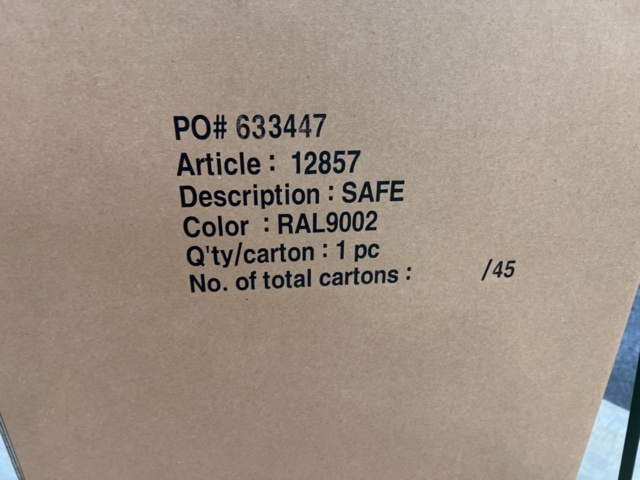 PO# 633447
Article : 12857
Description : SAFE
Color : RAL9002
Q'ty/carton : 1 pc
No. of total cartons : /45